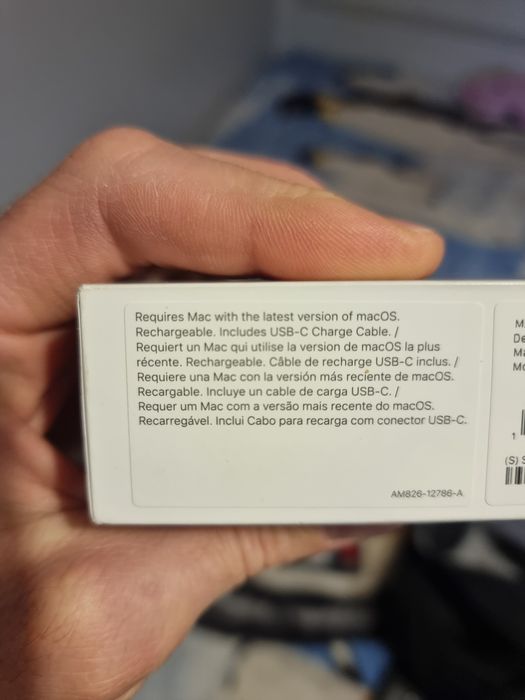 Requires Mac with the latest version of macOS.
Rechargeable. Includes USB-C Charge Cable. /
Requiert un Mac qui utilise la version de macOS la plus
récente. Rechargeable. Câble de recharge USB-C inclus. /
Requiere una Mac con la versión más reciente de macOS.
Recargable. Incluye un cable de carga USB-C. /
Requer um Mac com a versão mais recente do macOS.
Recarregável. Inclui Cabo para recarga com conector USB-C.
AM826-12786-A
(S)
1